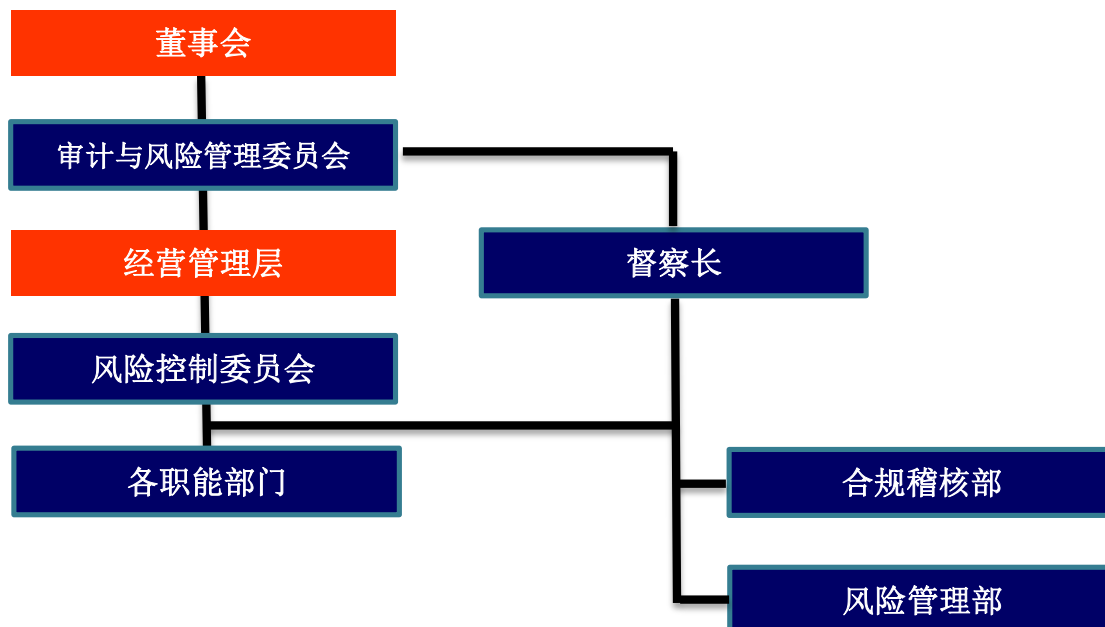 董事会
审计与风险管理委员会
经营管理层
督察长
风险控制委员会
各职能部门
合规稽核部
风险管理部